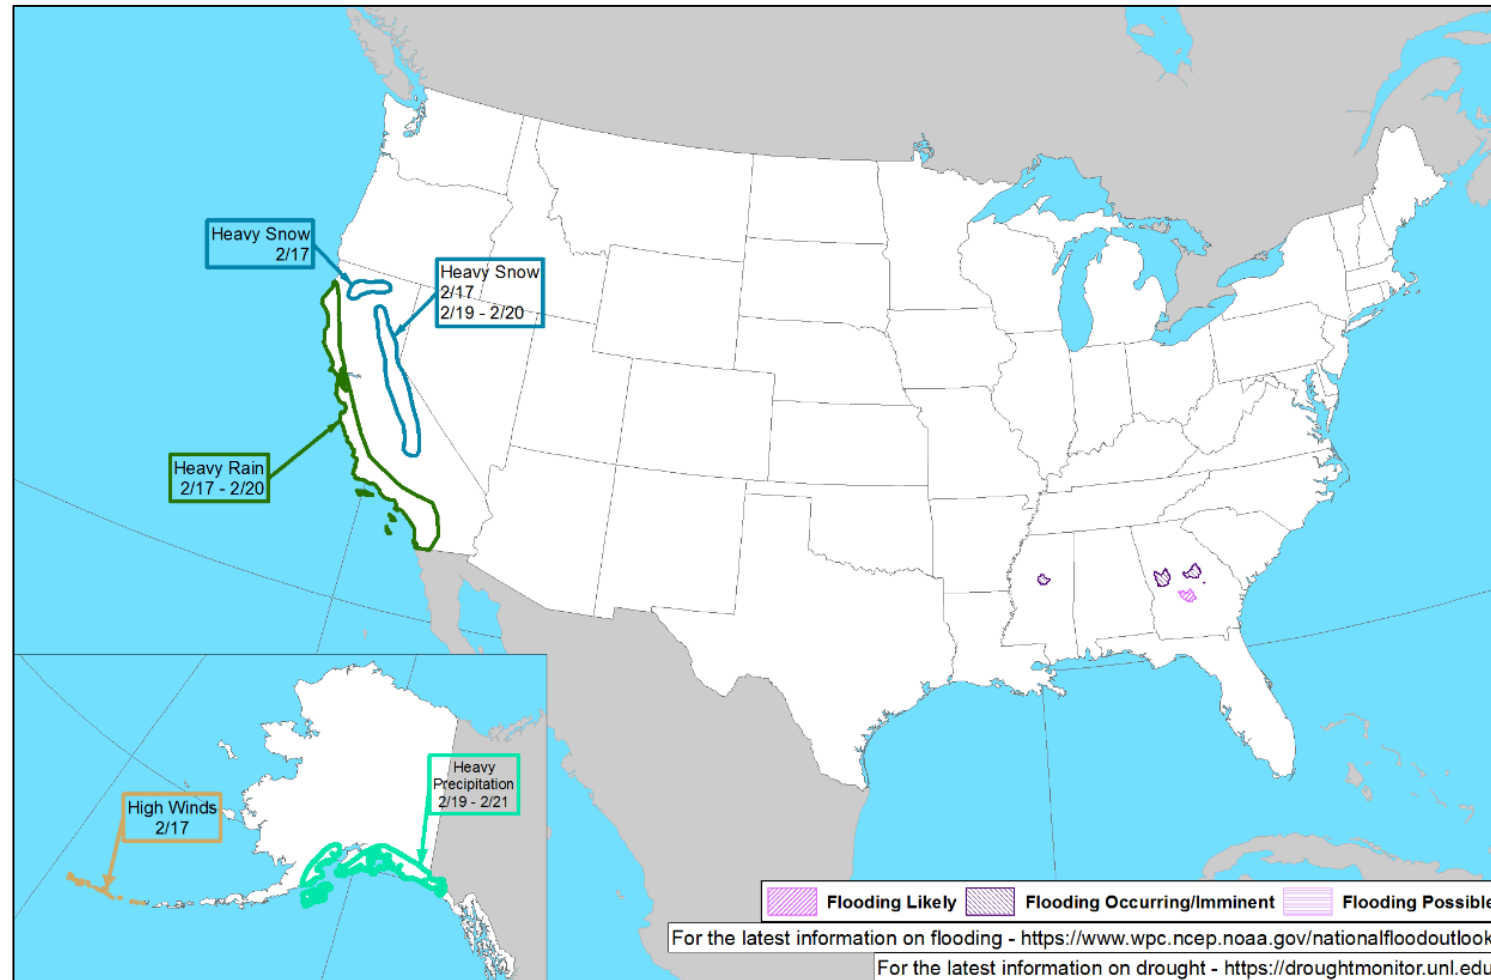 Heavy Snow
2/17
Heavy Snow
2/17
2/19 - 2/20
Heavy Rain
2/17 - 2/20
High Winds
2/17
Heavy
Precipitation
2/19 - 2/21
Flooding Likely
Flooding Occurring/Imminent
Flooding Possible
For the latest information on flooding - https://www.wpc.ncep.noaa.gov/nationalfloodoutlook
For the latest information on drought - https://droughtmonitor.unl.edu